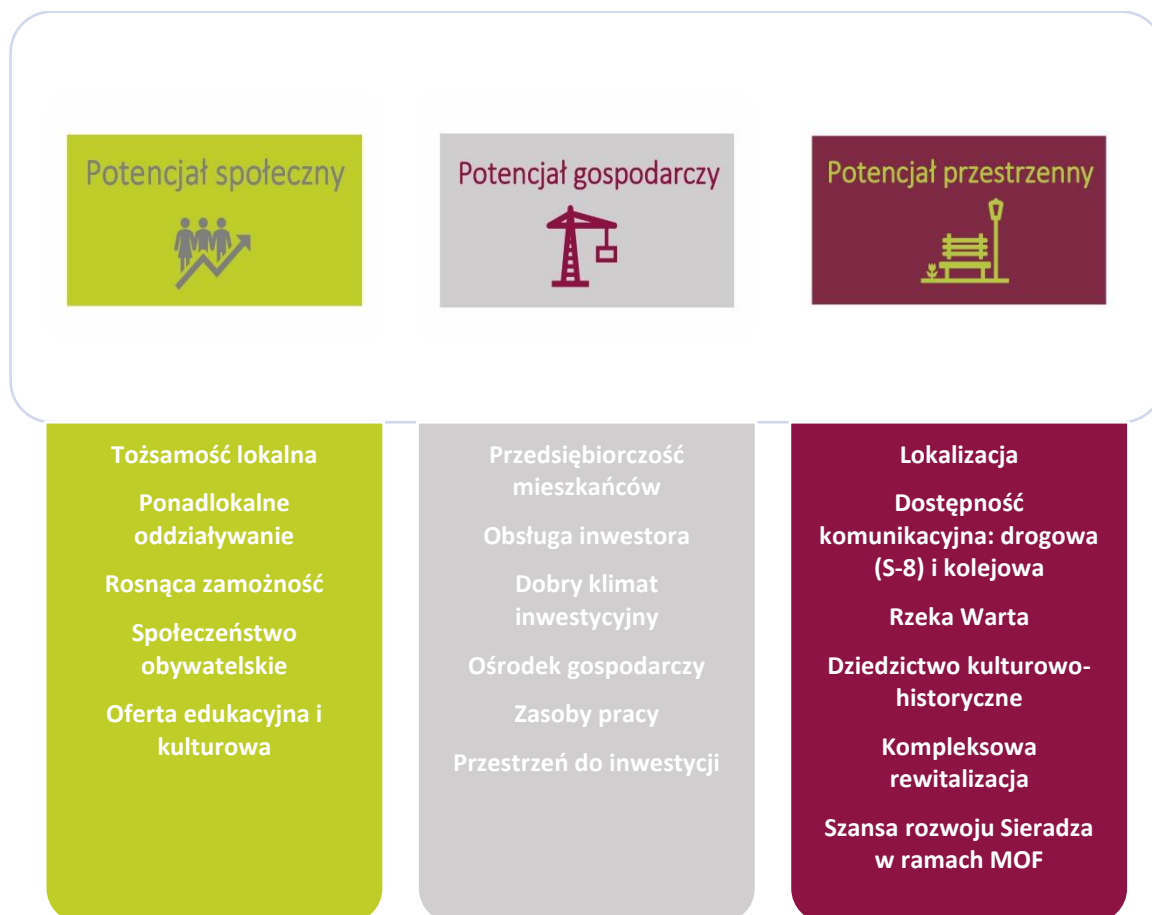 Potencjał społeczny
Potencjał gospodarczy
Potencjał przestrzenny
Tożsamość lokalna
Ponadlokalne
oddziaływanie
Rosnąca zamożność
Społeczeństwo
obywatelskie
Oferta edukacyjna i
kulturowa
Przedsiębiorczość
mieszkańców
Obsługa inwestora
Dobry klimat
inwestycyjny
Ośrodek gospodarczy
Zasoby pracy
Przestrzeń do inwestycji
Lokalizacja
Dostępność
komunikacyjna: drogowa
(S-8) i kolejowa
Rzeka Warta
Dziedzictwo kulturowo-
historyczne
Kompleksowa
rewitalizacja
Szansa rozwoju Sieradza
w ramach MOF